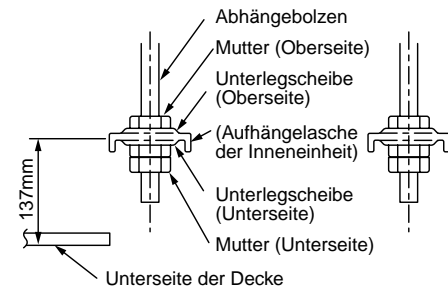 Abhängebolzen
Mutter (Oberseite)
Unterlegscheibe
(Oberseite)
(Aufhängelasche
der Inneneinheit)
Unterlegscheibe
(Unterseite)
Mutter (Unterseite)
137mm
Unterseite der Decke